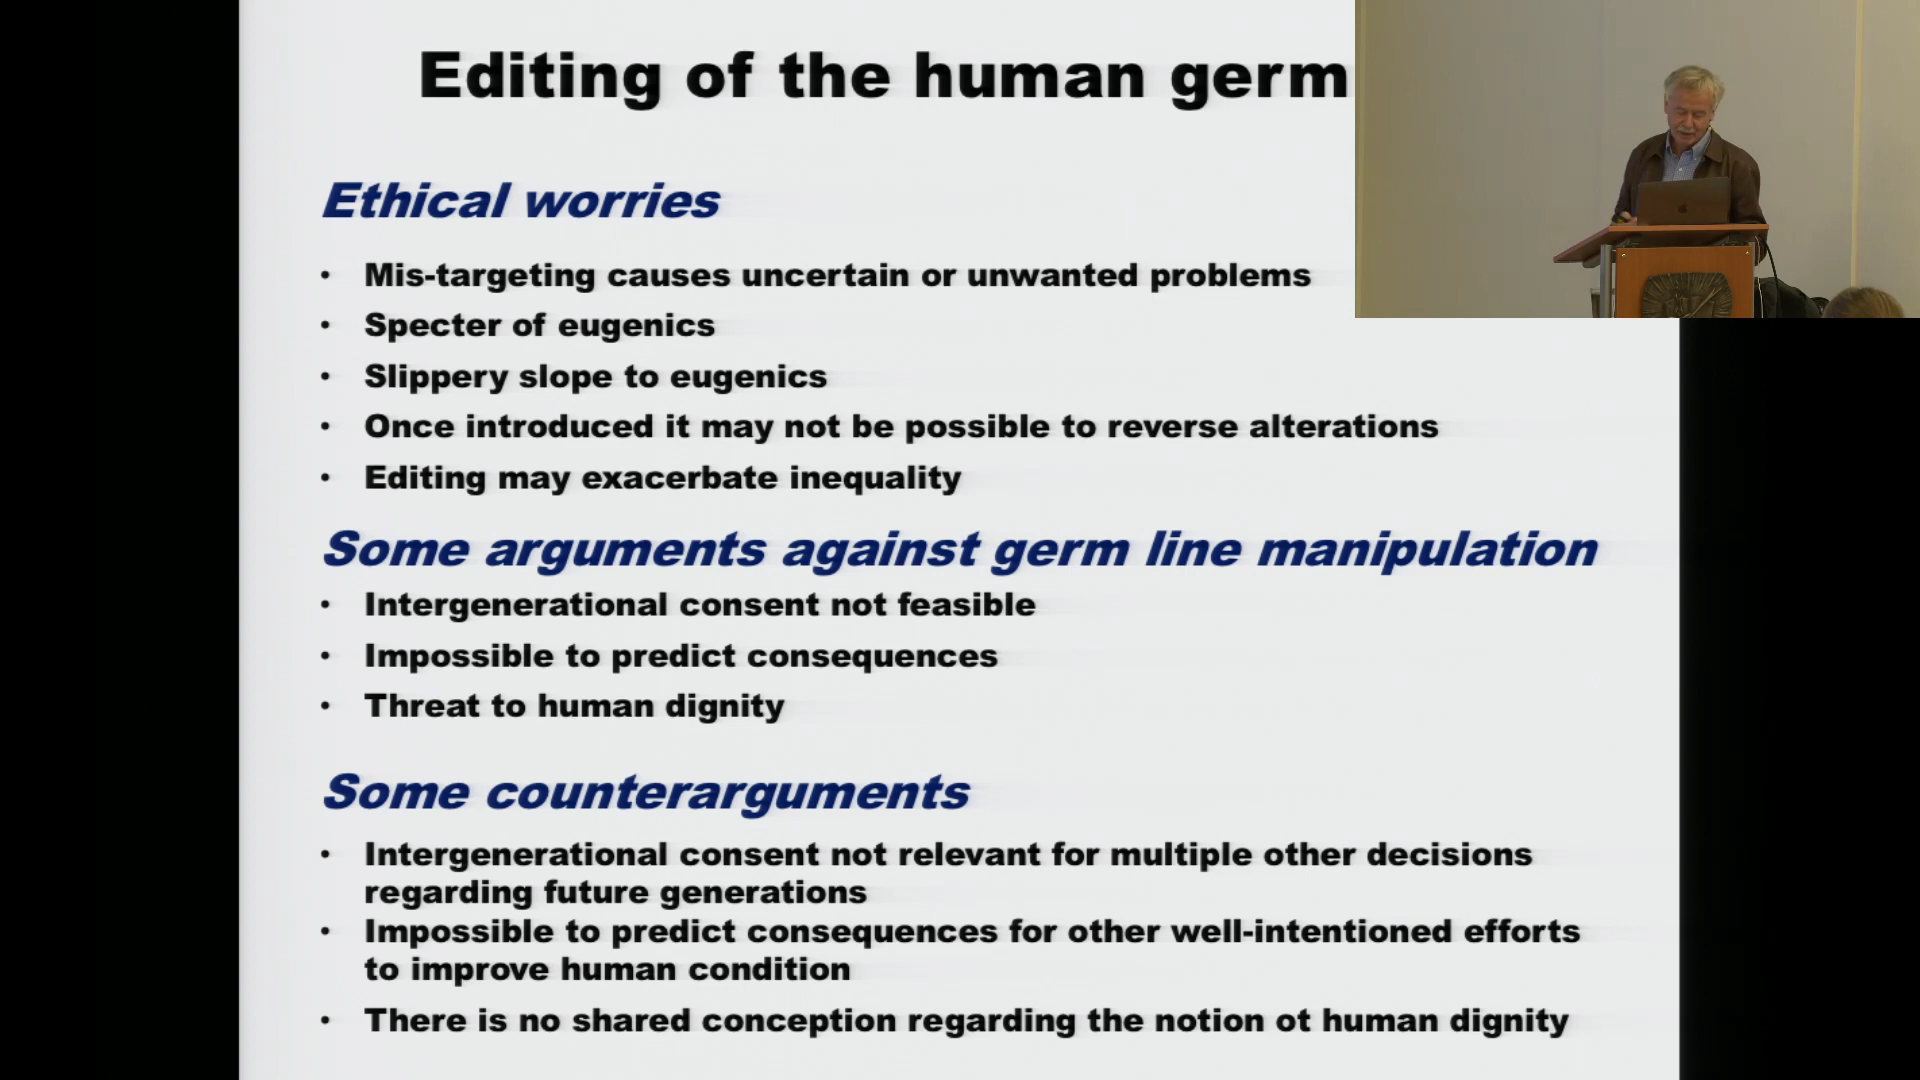 Editing of the human germ
Ethical worries
• Mis-targeting causes uncertain or unwanted problems
• Specter of eugenics
• Slippery slope to eugenics
• Once introduced it may not be possible to reverse alterations
• Editing may exacerbate inequality
Some arguments against germ line manipulation
• Intergenerational consent not feasible
• Impossible to predict consequences
• Threat to human dignity
Some counterarguments
• Intergenerational consent not relevant for multiple other decisions
regarding future generations
• Impossible to predict consequences for other well-intentioned efforts
to improve human condition
• There is no shared conception regarding the notion ot human dignity